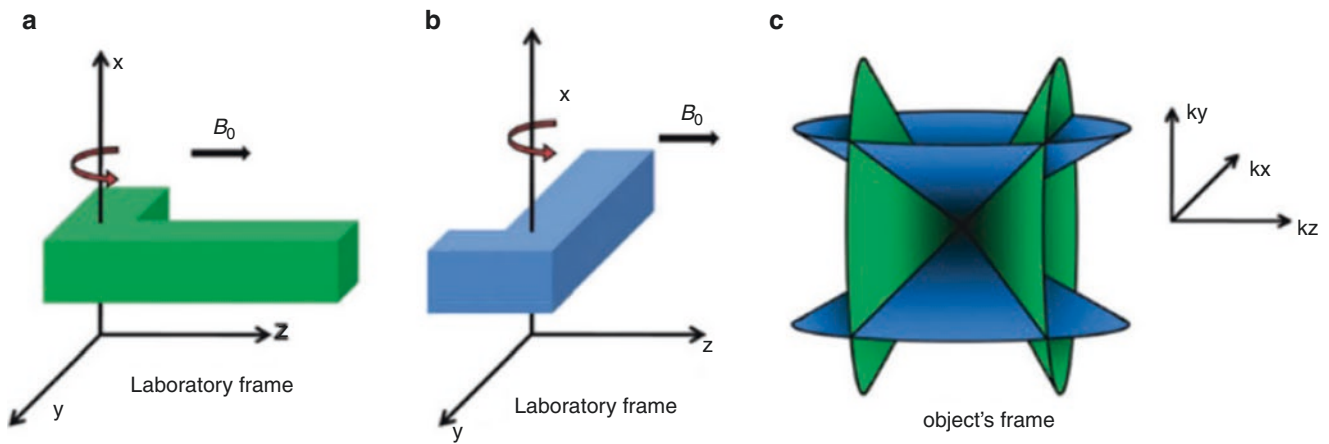 a
x
B0
z
Laboratory frame
y
b
x
B0
z
Laboratory frame
y
c
ky
kx
kz
object's frame